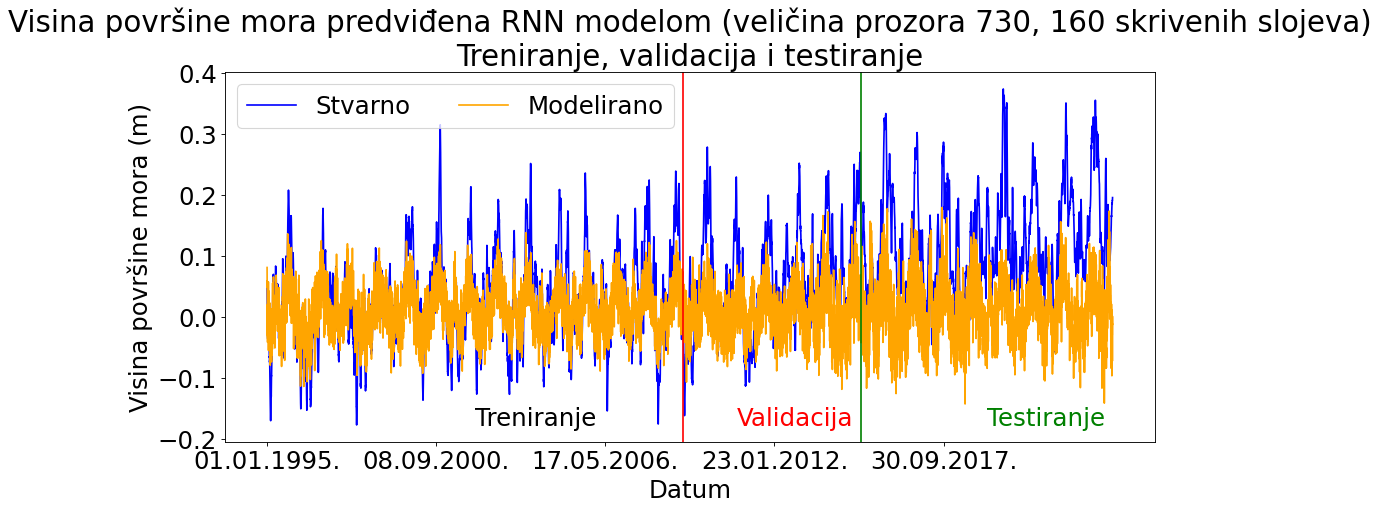 Visina površine mora predviđena RNN modelom (veličina prozora 730, 160 skrivenih slojeva)
Treniranje, validacija i testiranje
Stvarno
Modelirano
Visina površine mora (m)
0.4
0.3
0.2
0.1
0.0
−0.1
−0.2
Treniranje
Validacija
Testiranje
01.01.1995.
08.09.2000.
17.05.2006.
23.01.2012.
30.09.2017.
Datum